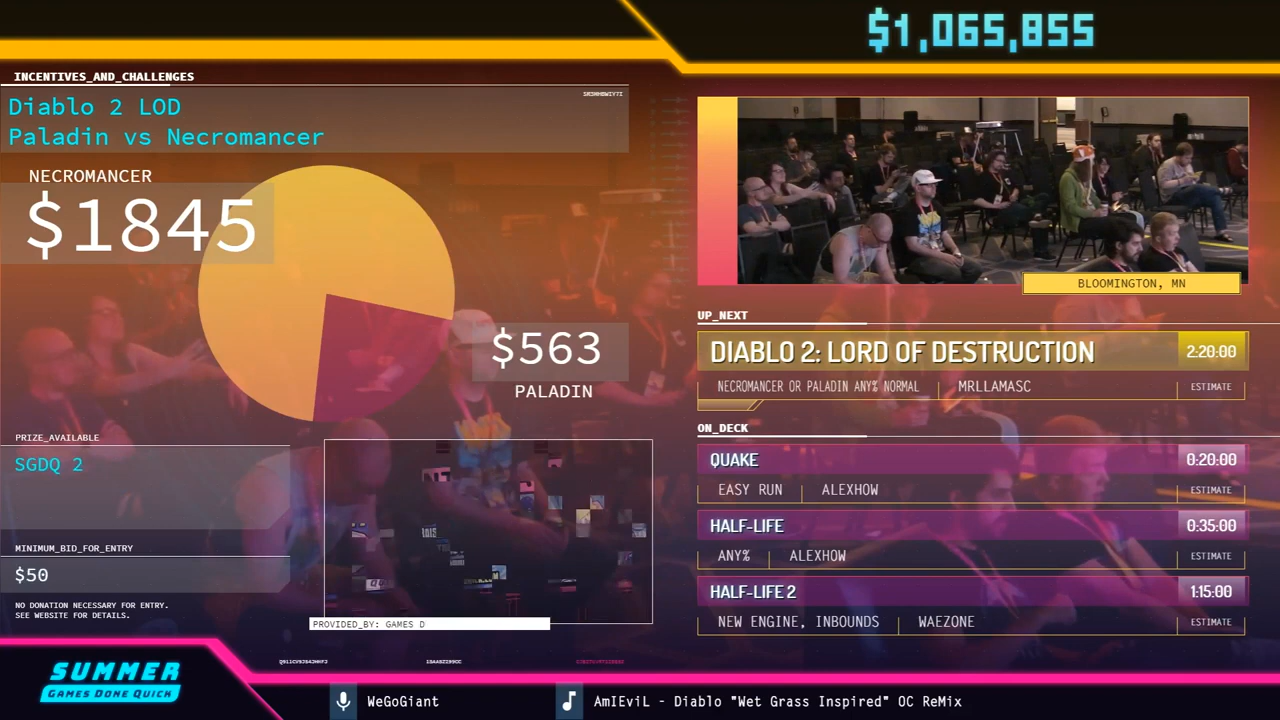 $1,065,855
INCENTIVES_AND_CHALLENGES
Diablo 2 LOD
Paladin vs Necromancer
NECROMANCER
$1845
$563
PALADIN
PRIZE_AVAILABLE
SGDQ 2
MINIMUM_BID_FOR_ENTRY
$50
NO DONATION NECESSARY FOR ENTRY.
SEE WEBSITE FOR DETAILS.
PROVIDED_BY: GAMES D
BLOOMINGTON, MN
UP_NEXT
DIABLO 2: LORD OF DESTRUCTION 2:20:00
NECROMANCER OR PALADIN ANY% NORMAL MRLLAMASC ESTIMATE
ON_DECK
QUAKE 0:20:00
EASY RUN ALEXHOW ESTIMATE
HALF-LIFE 0:35:00
ANY% ALEXHOW ESTIMATE
HALF-LIFE 2 1:15:00
NEW ENGINE, INBOUNDS WAEZONE ESTIMATE
SUMMER
GAMES DONE QUICK
WeGoGiant
AmIEviL - Diablo "Wet Grass Inspired" OC ReMix